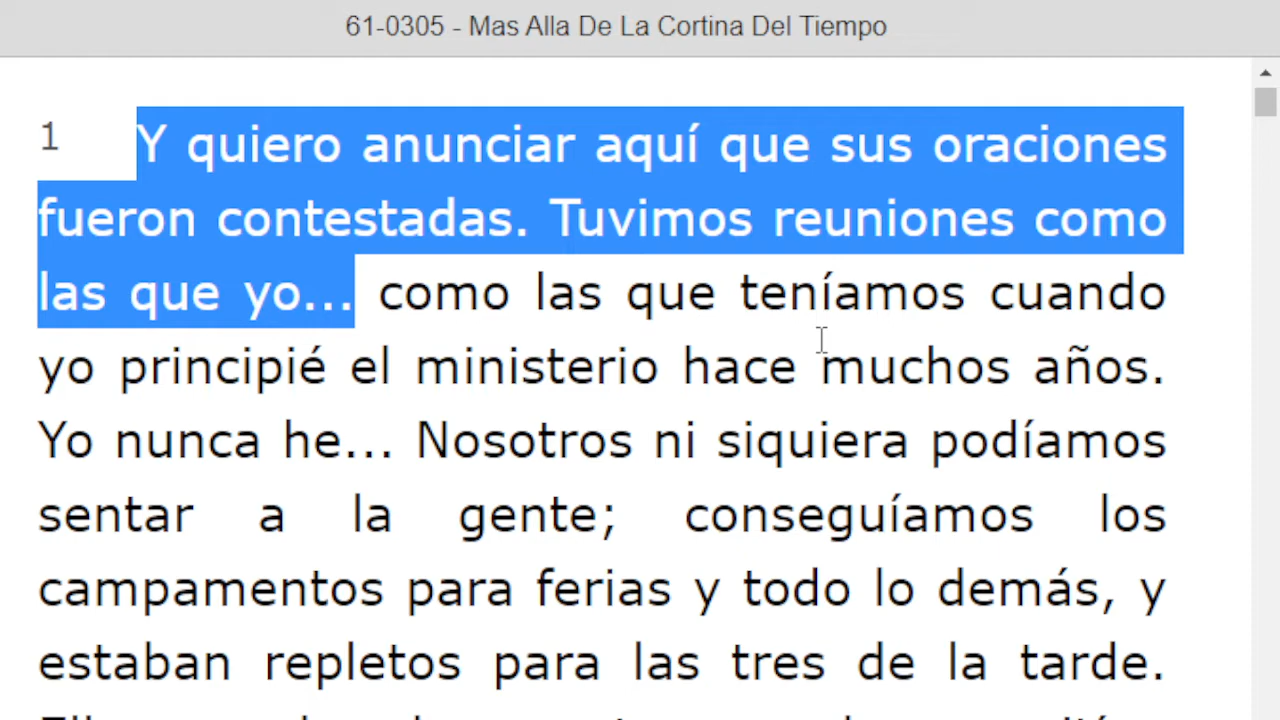 61-0305 - Mas Alla De La Cortina Del Tiempo
1 Y quiero anunciar aquí que sus oraciones
fueron contestadas. Tuvimos reuniones como
las que yo... como las que teníamos cuando
yo principié el ministerio hace muchos años.
Yo nunca he... Nosotros ni siquiera podíamos
sentar a la gente; conseguíamos los
campamentos para ferias y todo lo demás, y
estaban repletos para las tres de la tarde.